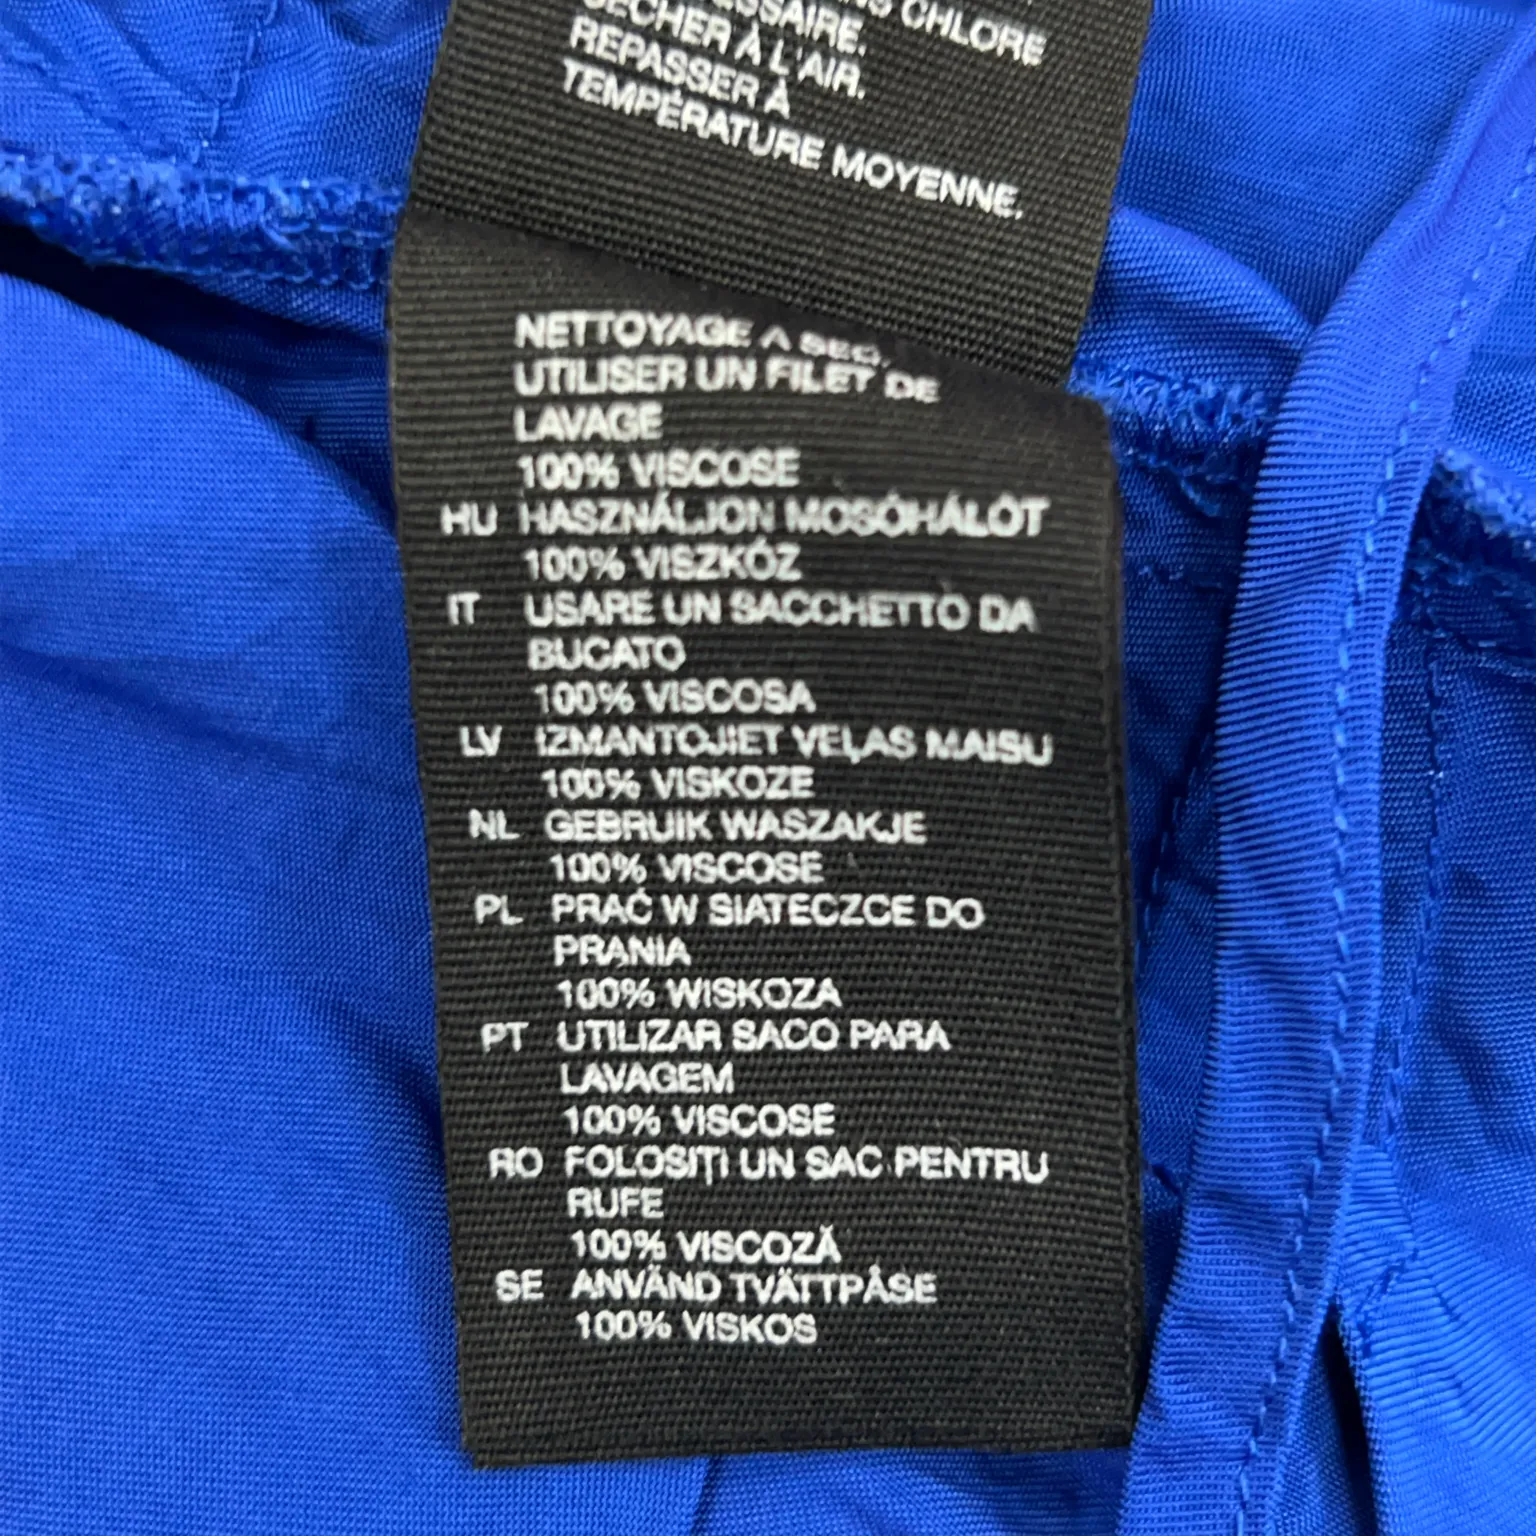 CHLORE
SÉCHER À L'AIR.
REPASSER À
TEMPÉRATURE MOYENNE.
NETTOYAGE A SEC.
UTILISER UN FILET DE
LAVAGE
100% VISCOSE
HU HASZNÁLJON MOSÓHÁLÓT
100% VISZKÓZ
IT USARE UN SACCHETTO DA
BUCATO
100% VISCOSA
LV IZMANTOJIET VEĻAS MAISU
100% VISKOZE
NL GEBRUIK WASZAKJE
100% VISCOSE
PL PRAĆ W SIATECZCE DO
PRANIA
100% WISKOZA
PT UTILIZAR SACO PARA
LAVAGEM
100% VISCOSE
RO FOLOSIȚI UN SAC PENTRU
RUFE
100% VISCOZĂ
SE ANVÄND TVÄTTPÅSE
100% VISKOS